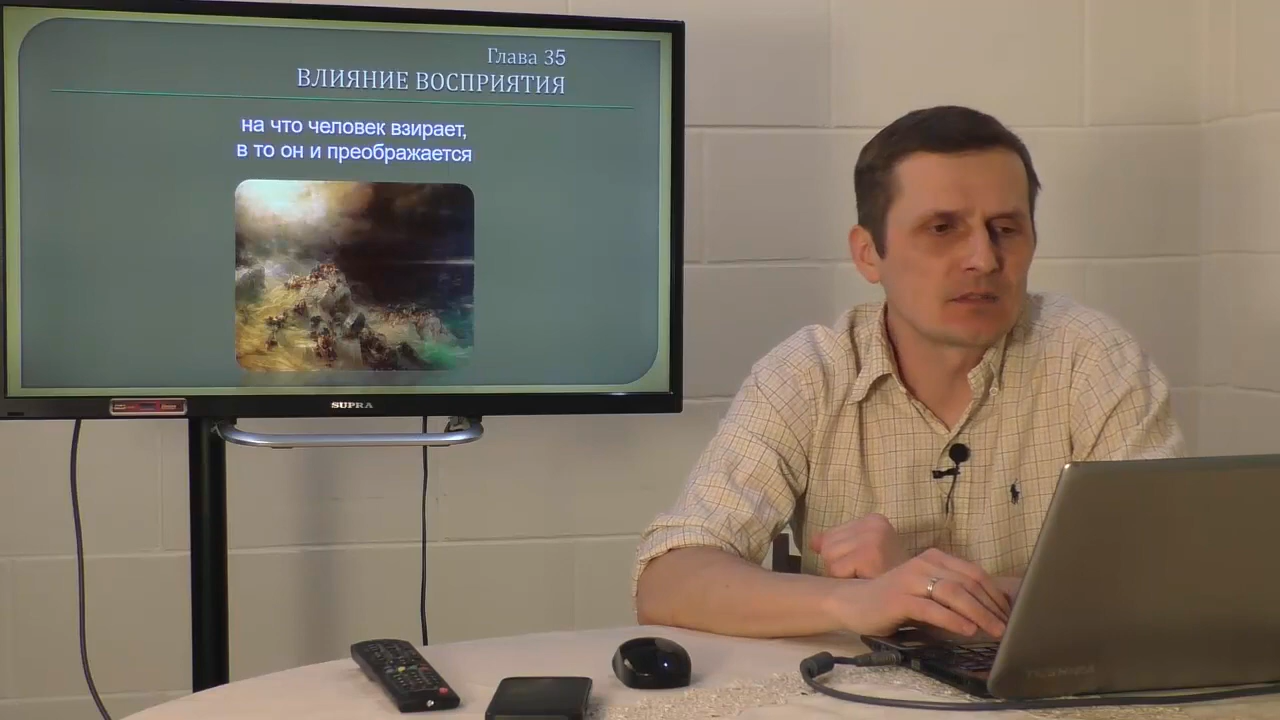 Глава 35
ВЛИЯНИЕ ВОСПРИЯТИЯ
на что человек взирает,
в то он и преображается
SUPRA